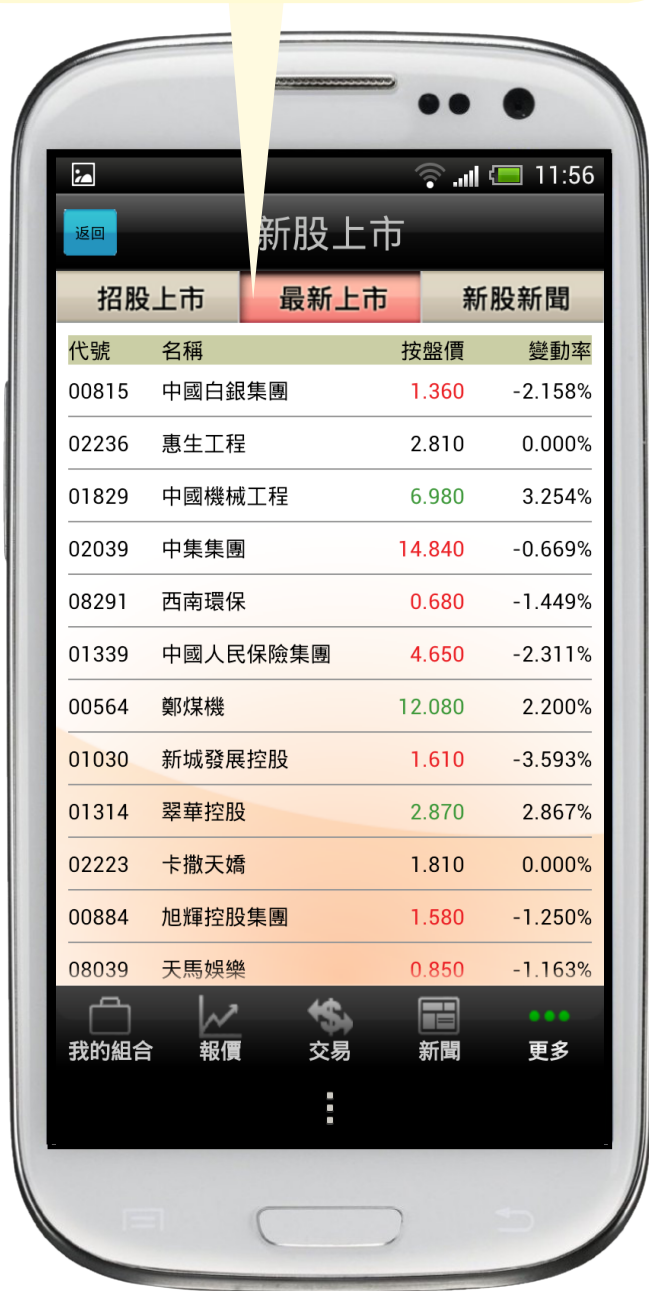 11:56
返回 新股上市
招股上市 最新上市 新股新聞
代號 名稱 按盤價 變動率
00815 中國白銀集團 1.360 -2.158%
02236 惠生工程 2.810 0.000%
01829 中國機械工程 6.980 3.254%
02039 中集集團 14.840 -0.669%
08291 西南環保 0.680 -1.449%
01339 中國人民保險集團 4.650 -2.311%
00564 鄭煤機 12.080 2.200%
01030 新城發展控股 1.610 -3.593%
01314 翠華控股 2.870 2.867%
02223 卡撒天嬌 1.810 0.000%
00884 旭輝控股集團 1.580 -1.250%
08039 天馬娛樂 0.850 -1.163%
我的組合 報價 交易 新聞 更多